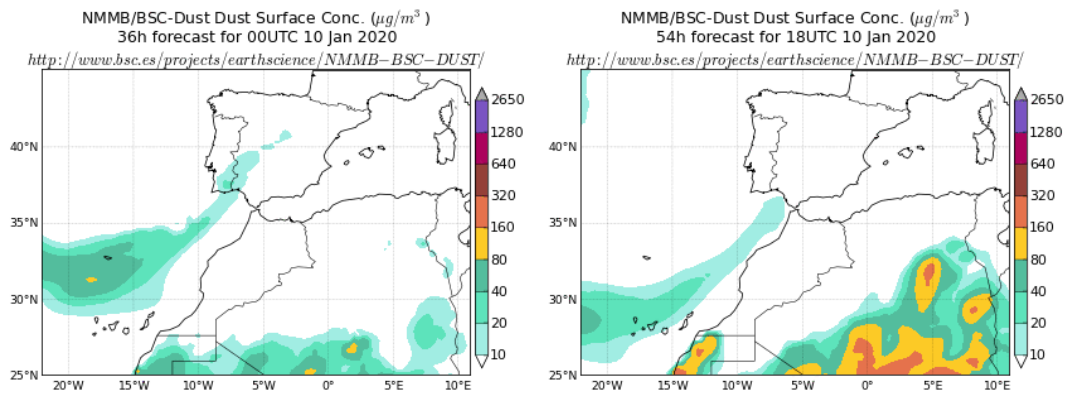 NMMB/BSC-Dust Dust Surface Conc. (μg/m³)
36h forecast for 00UTC 10 Jan 2020
http://www.bsc.es/projects/earthscience/NMMB−BSC−DUST/
2650
1280
640
320
160
80
40
20
10
40°N
35°N
30°N
25°N
20°W
15°W
10°W
5°W
0°
5°E
10°E
NMMB/BSC-Dust Dust Surface Conc. (μg/m³)
54h forecast for 18UTC 10 Jan 2020
http://www.bsc.es/projects/earthscience/NMMB−BSC−DUST/
2650
1280
640
320
160
80
40
20
10
40°N
35°N
30°N
25°N
20°W
15°W
10°W
5°W
0°
5°E
10°E